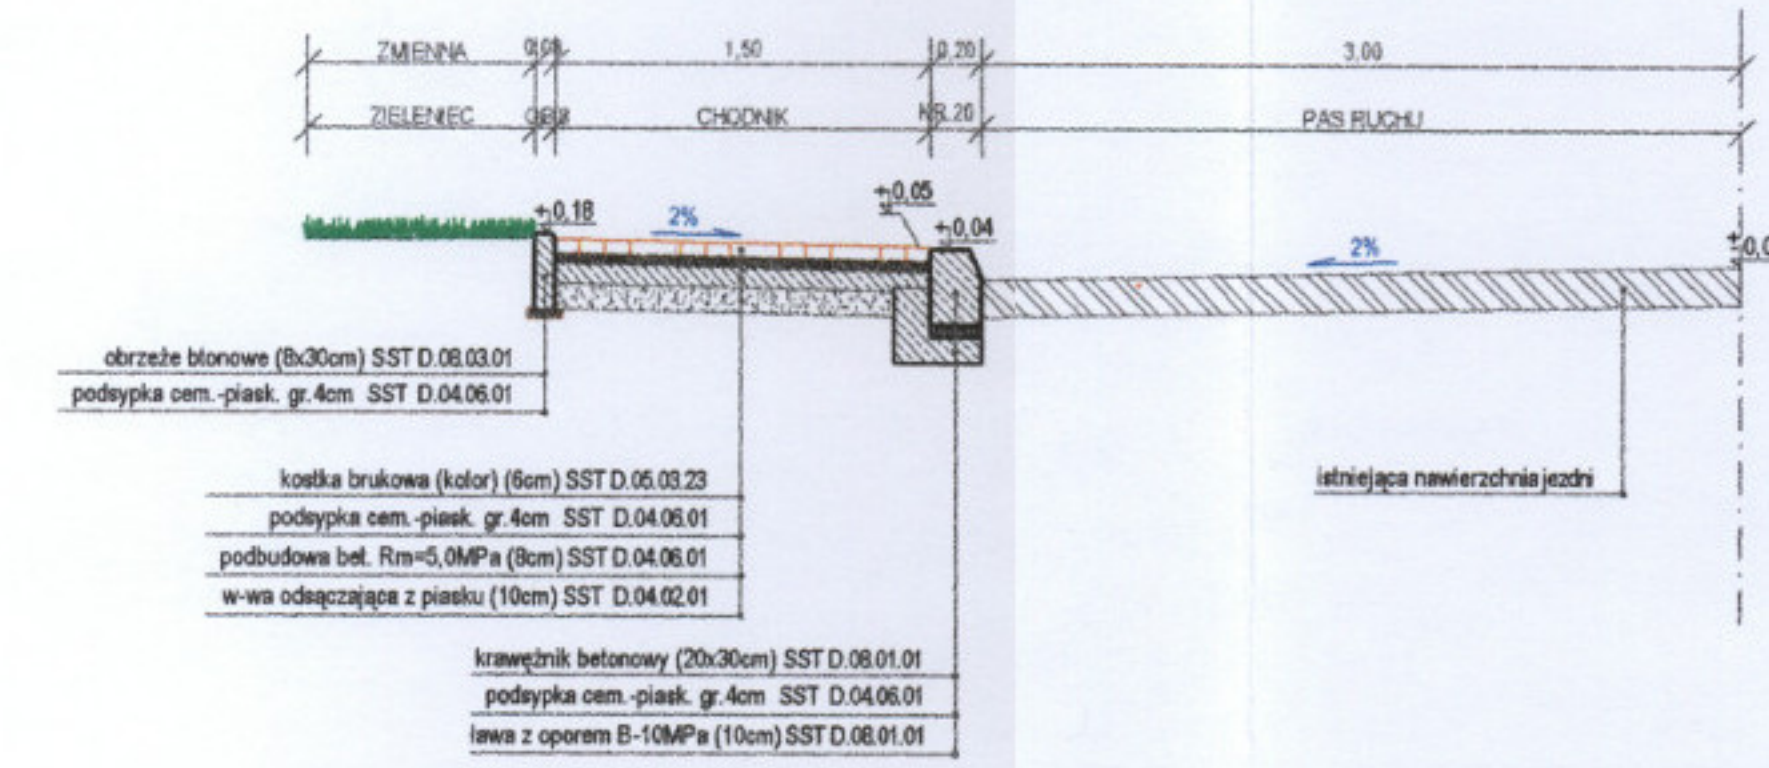 ZMIENNA 0,08 1,50 0,20 3,00
ZIELENIEC OB.8 CHODNIK KR.20 PAS RUCHU
+0,18 2% +0,05
+0,04 2% ±0,0
obrzeże btonowe (8x30cm) SST D.08.03.01
podsypka cem.-piask. gr.4cm SST D.04.06.01
kostka brukowa (kolor) (6cm) SST D.05.03.23
podsypka cem.-piask. gr.4cm SST D.04.06.01
podbudowa bet. Rm=5,0MPa (8cm) SST D.04.06.01
w-wa odsączająca z piasku (10cm) SST D.04.02.01
istniejąca nawierzchnia jezdni
krawężnik betonowy (20x30cm) SST D.08.01.01
podsypka cem.-piask. gr.4cm SST D.04.06.01
ława z oporem B-10MPa (10cm) SST D.08.01.01